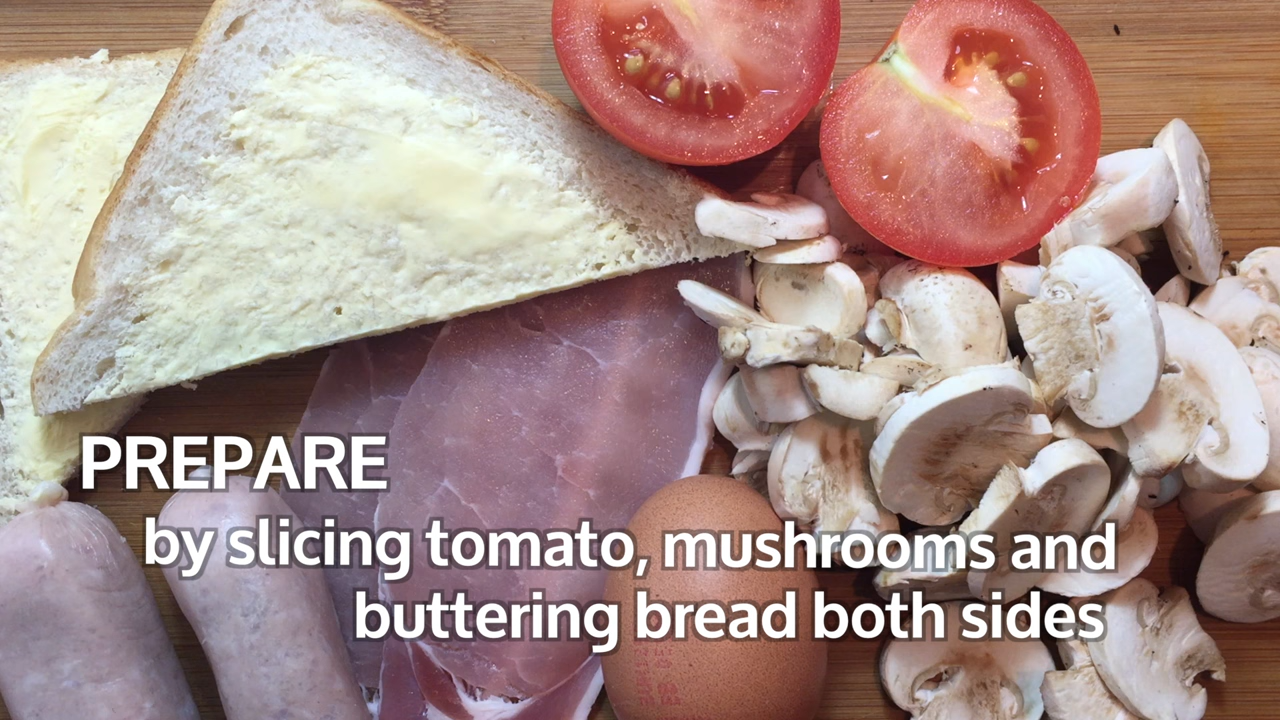 PREPARE
by slicing tomato, mushrooms and
buttering bread both sides